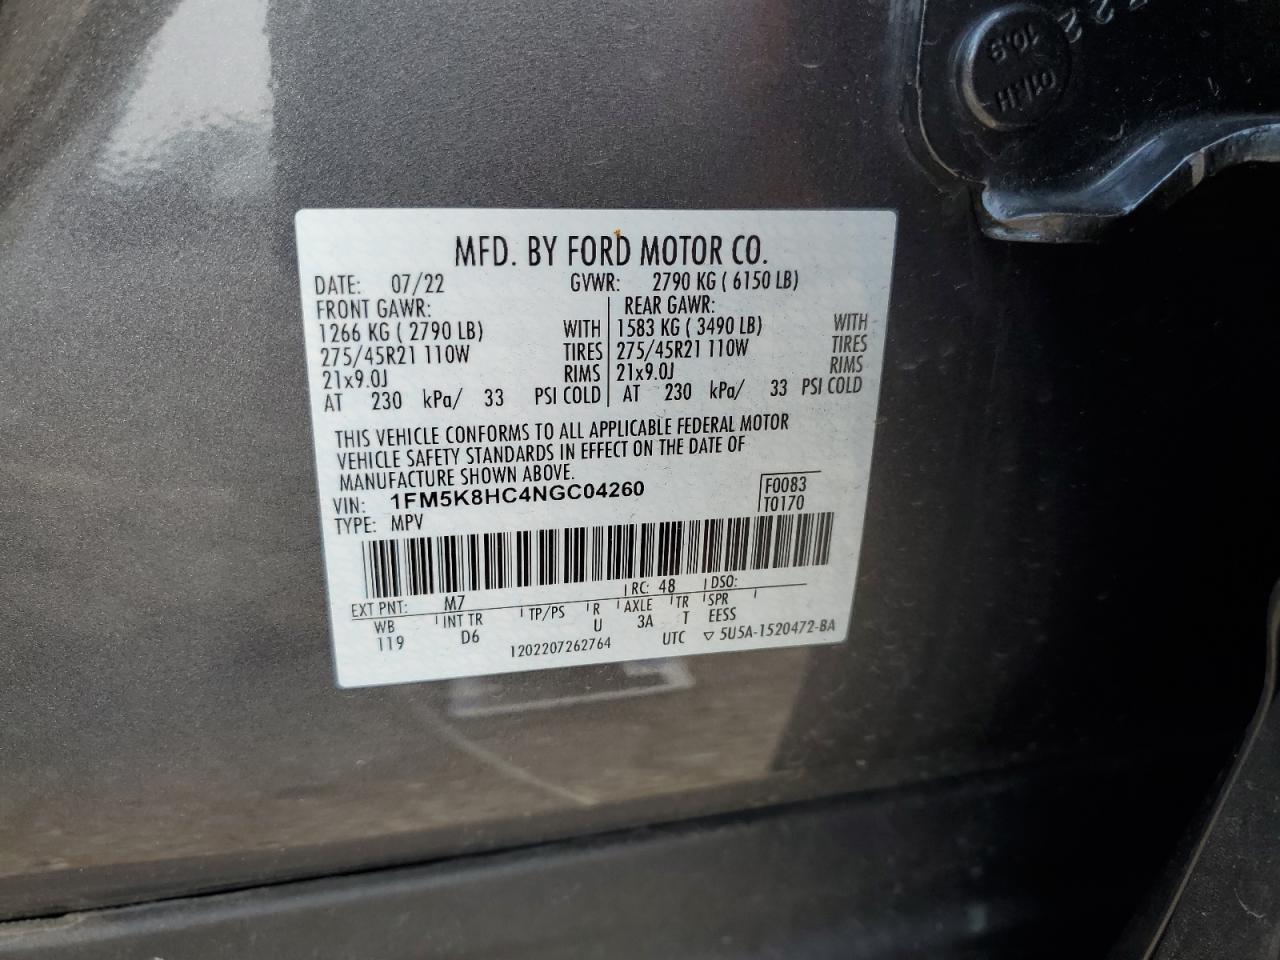 MFD. BY FORD MOTOR CO.
DATE: 07/22 GVWR: 2790 KG ( 6150 LB)
FRONT GAWR: REAR GAWR:
1266 KG ( 2790 LB) WITH 1583 KG ( 3490 LB) WITH
275/45R21 110W TIRES 275/45R21 110W TIRES
21x9.0J RIMS 21x9.0J RIMS
AT 230 kPa/ 33 PSI COLD AT 230 kPa/ 33 PSI COLD
THIS VEHICLE CONFORMS TO ALL APPLICABLE FEDERAL MOTOR
VEHICLE SAFETY STANDARDS IN EFFECT ON THE DATE OF
MANUFACTURE SHOWN ABOVE.
VIN: 1FM5K8HC4NGC04260 F0083
TYPE: MPV T0170
EXT PNT: M7 RC: 48 DSO:
WB INT TR TP/PS R AXLE TR SPR
119 D6 U 3A T EESS
1202207262764 UTC ▽ 5U5A-1520472-BA
10.9